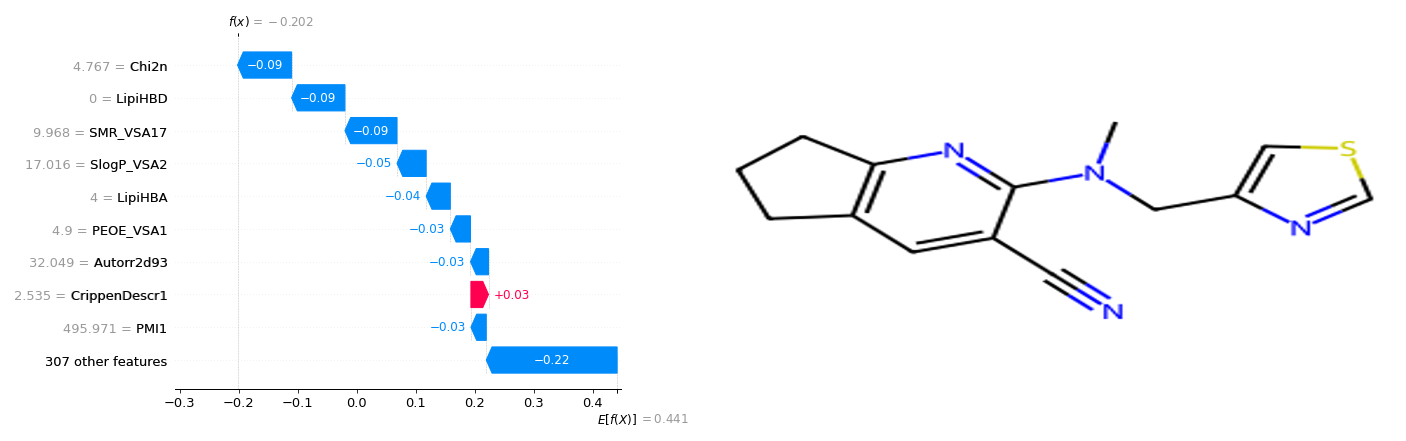 f(x) = −0.202
4.767 = Chi2n
−0.09
0 = LipiHBD
−0.09
9.968 = SMR_VSA17
−0.09
17.016 = SlogP_VSA2
−0.05
4 = LipiHBA
−0.04
4.9 = PEOE_VSA1
−0.03
32.049 = Autorr2d93
−0.03
2.535 = CrippenDescr1
+0.03
495.971 = PMI1
−0.03
307 other features
−0.22
−0.3 −0.2 −0.1 0.0 0.1 0.2 0.3 0.4
E[f(X)] = 0.441
N
N
S
N
N